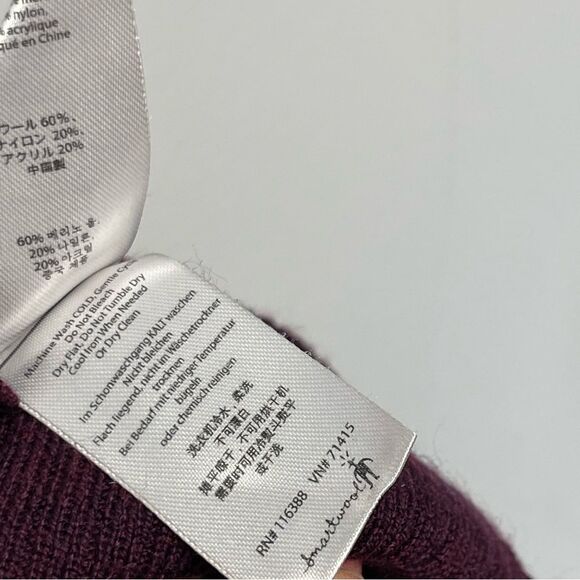 nylon.
acrylique
qué en Chine
ウール 60%、
ナイロン 20%、
アクリル 20%
中国製
60% 메리노 울.
20% 나일론.
20% 아크릴
중국 제품
Machine Wash COLD, Gentle Cyc
Do Not Bleach
Dry Flat, Do Not Tumble Dry
Cool Iron When Needed
Or Dry Clean
Im Schonwaschgang KALT waschen
Nicht bleichen
Flach liegend, nicht im Wäschetrockner
trocknen
Bei Bedarf mit niedriger Temperatur
bügeln
oder chemisch reinigen
洗衣机冷水 柔洗
不可漂白
摊平晾干 不可用烘干机
需要时可用冷熨斗熨平
或干洗
RN# 116388 VN# 71415
Smartwool